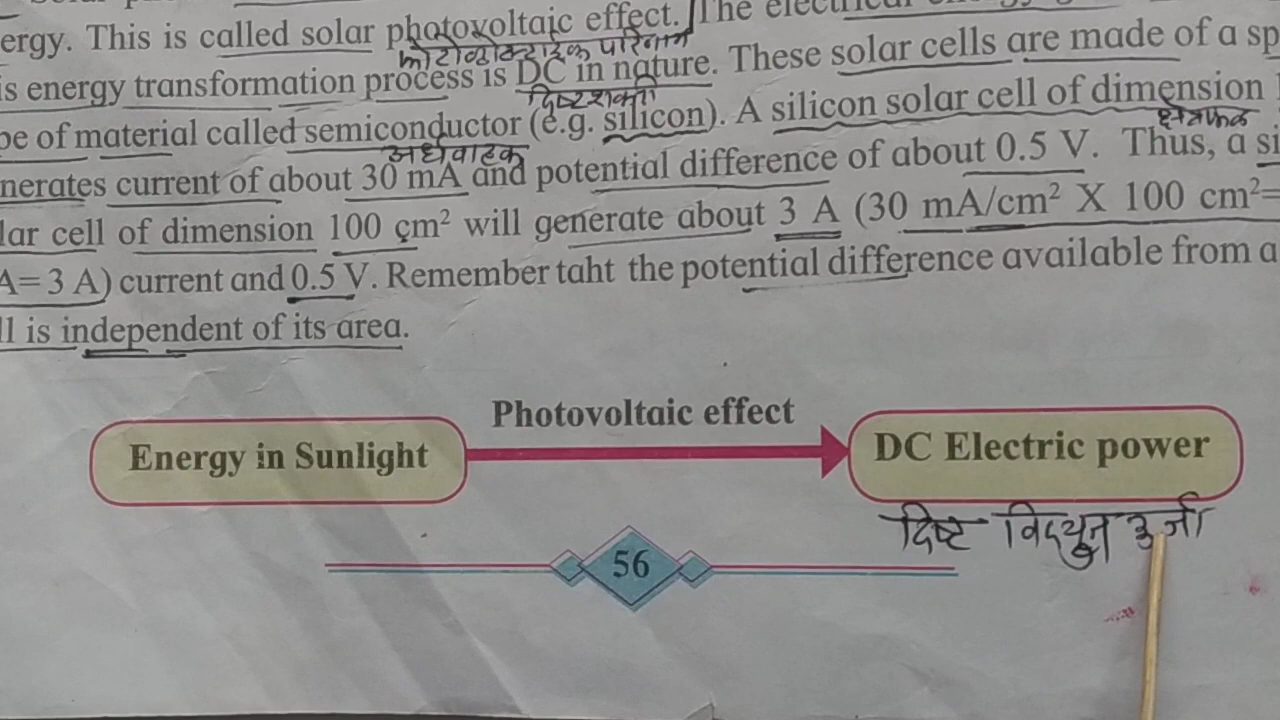 ergy. This is called solar photovoltaic effect. The electrical energy
फोटोव्होल्टाईक परिणाम
is energy transformation process is DC in nature. These solar cells are made of a sp
दिष्टशक्ती
pe of material called semiconductor (e.g. silicon). A silicon solar cell of dimension
अर्धवाहक क्षेत्रफळ
nerates current of about 30 mA and potential difference of about 0.5 V. Thus, a si
lar cell of dimension 100 cm² will generate about 3 A (30 mA/cm² X 100 cm²=
A= 3 A) current and 0.5 V. Remember taht the potential difference available from a
ll is independent of its area.
Photovoltaic effect
Energy in Sunlight DC Electric power
दिष्ट विद्युत उर्जा
56